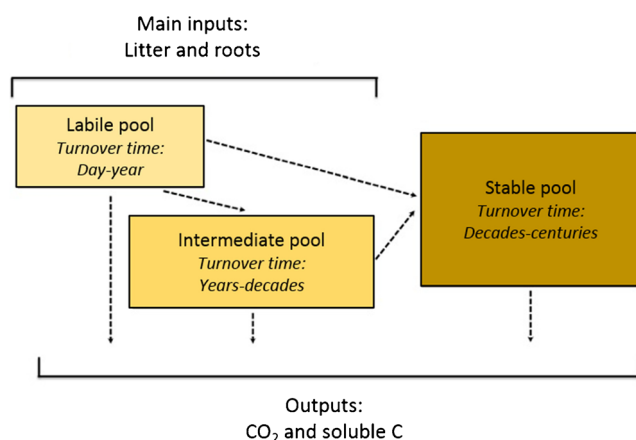 Main inputs:
Litter and roots
Labile pool
Turnover time:
Day-year
Stable pool
Turnover time:
Decades-centuries
Intermediate pool
Turnover time:
Years-decades
Outputs:
CO₂ and soluble C